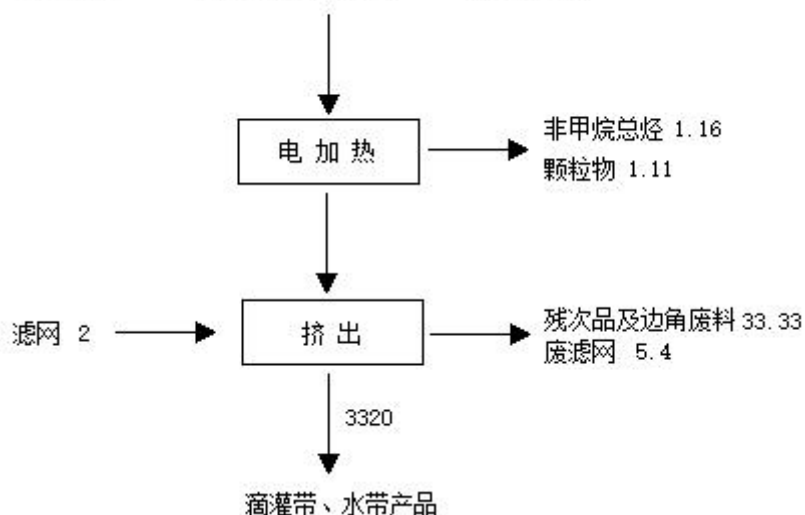 电 加 热
非甲烷总烃 1.16
颗粒物 1.11
滤网 2
挤 出
残次品及边角废料 33.33
废滤网 5.4
3320
滴灌带、水带产品